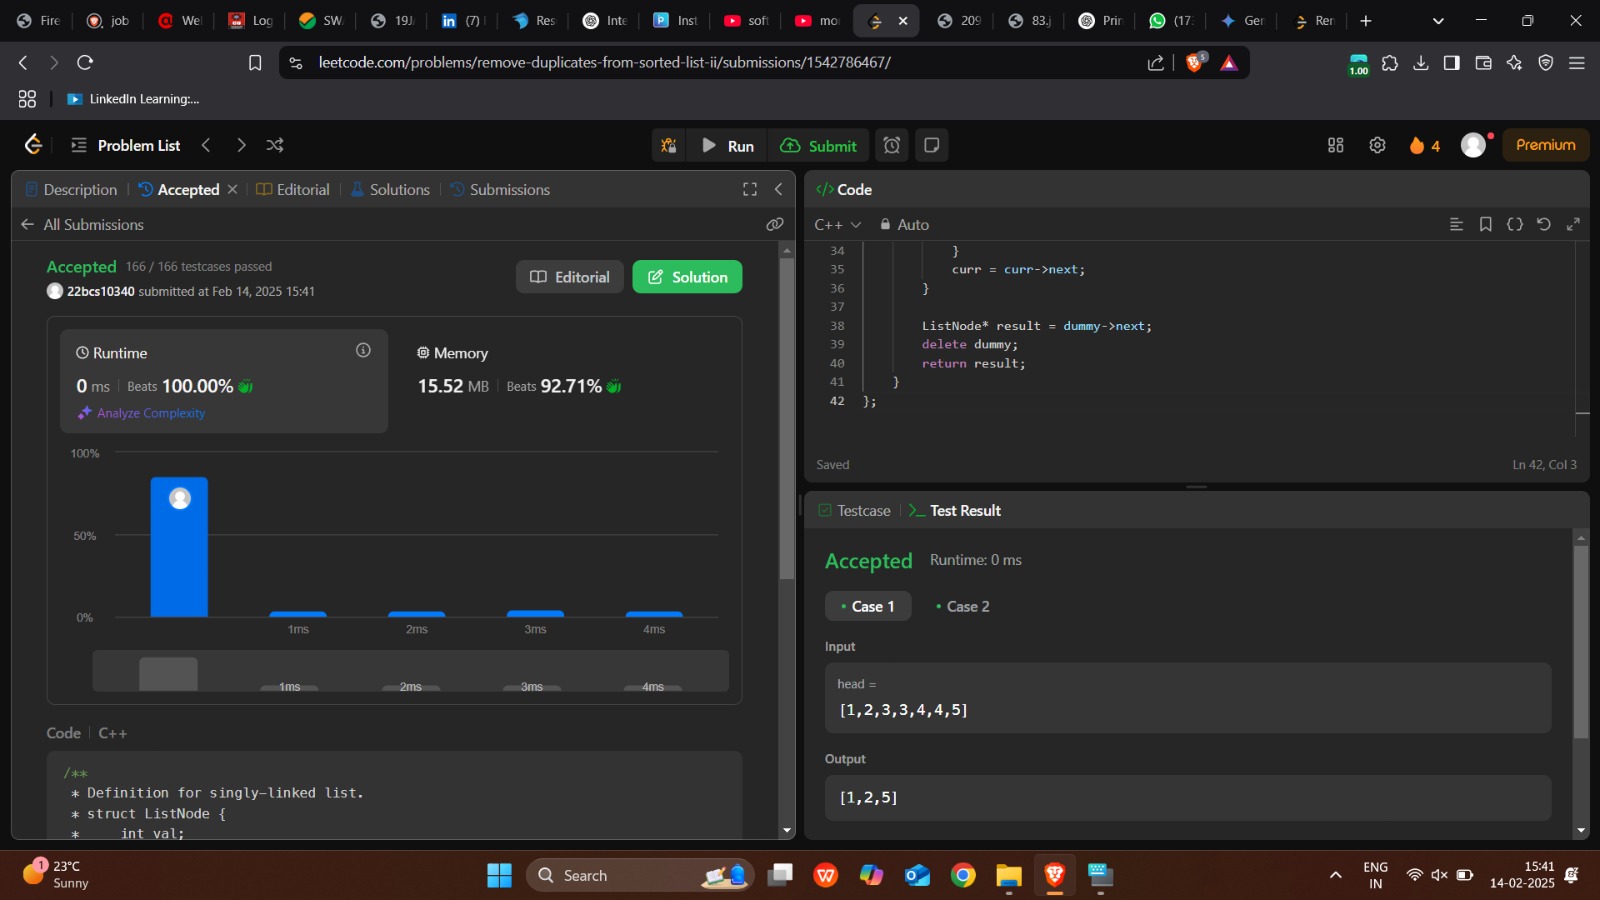 Fire
job
Wel
Log
SW
19J
(7)
Res
Inte
Inst
soft
mo
209
83.j
Prin
(17
Gen
Ren
leetcode.com/problems/remove-duplicates-from-sorted-list-ii/submissions/1542786467/
5
1.00
LinkedIn Learning:...
Problem List
Run
Submit
4
Premium
Description
Accepted
Editorial
Solutions
Submissions
All Submissions
Accepted 166 / 166 testcases passed
22bcs10340 submitted at Feb 14, 2025 15:41
Editorial
Solution
Runtime
0 ms Beats 100.00%
Analyze Complexity
Memory
15.52 MB Beats 92.71%
100%
50%
0%
1ms 2ms 3ms 4ms
1ms 2ms 3ms 4ms
Code C++
/**
* Definition for singly-linked list.
* struct ListNode {
* int val;
</> Code
C++ Auto
34 }
35 curr = curr->next;
36 }
37
38 ListNode* result = dummy->next;
39 delete dummy;
40 return result;
41 }
42 };
Saved
Ln 42, Col 3
Testcase
Test Result
Accepted Runtime: 0 ms
Case 1
Case 2
Input
head =
[1,2,3,3,4,4,5]
Output
[1,2,5]
1
23°C
Sunny
Search
ENG
IN
15:41
14-02-2025